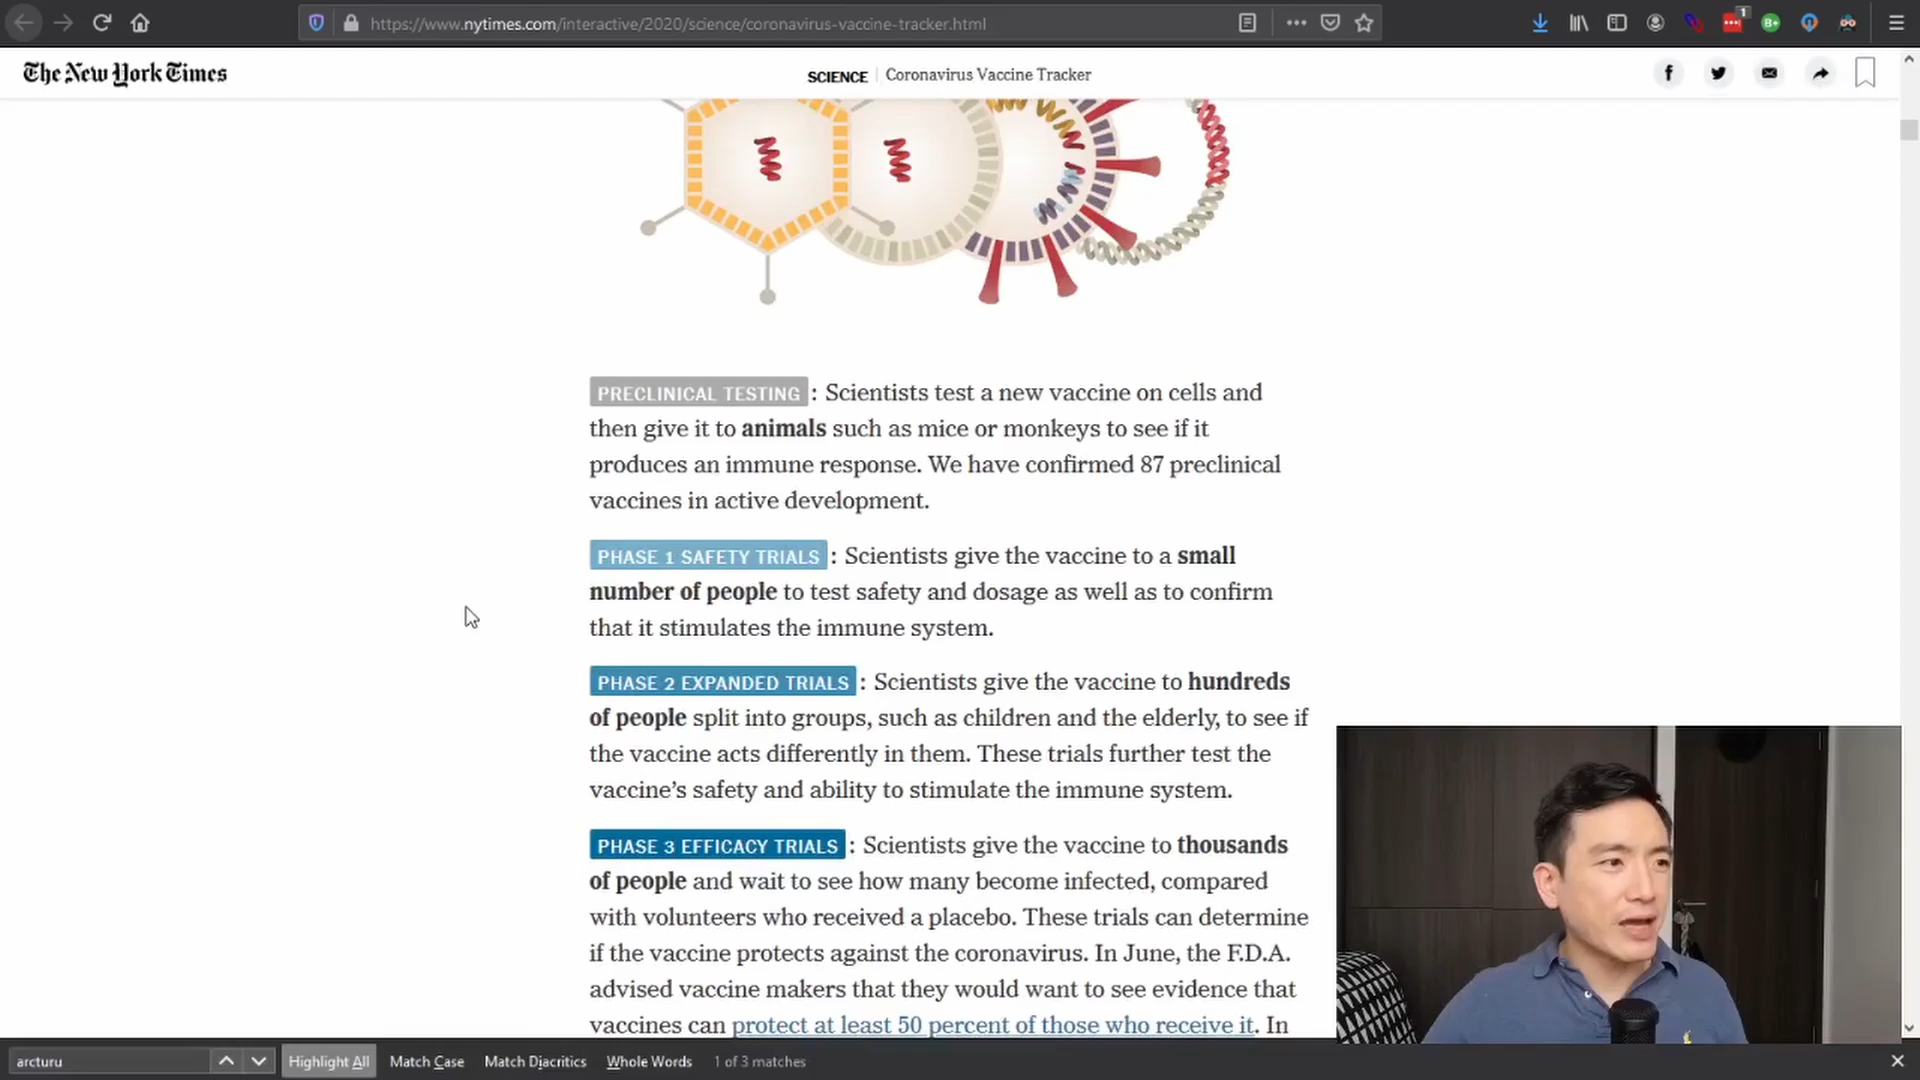 https://www.nytimes.com/interactive/2020/science/coronavirus-vaccine-tracker.html
1
B+
The New York Times
SCIENCE | Coronavirus Vaccine Tracker
PRECLINICAL TESTING : Scientists test a new vaccine on cells and
then give it to animals such as mice or monkeys to see if it
produces an immune response. We have confirmed 87 preclinical
vaccines in active development.
PHASE 1 SAFETY TRIALS : Scientists give the vaccine to a small
number of people to test safety and dosage as well as to confirm
that it stimulates the immune system.
PHASE 2 EXPANDED TRIALS : Scientists give the vaccine to hundreds
of people split into groups, such as children and the elderly, to see if
the vaccine acts differently in them. These trials further test the
vaccine’s safety and ability to stimulate the immune system.
PHASE 3 EFFICACY TRIALS : Scientists give the vaccine to thousands
of people and wait to see how many become infected, compared
with volunteers who received a placebo. These trials can determine
if the vaccine protects against the coronavirus. In June, the F.D.A.
advised vaccine makers that they would want to see evidence that
vaccines can protect at least 50 percent of those who receive it. In
arcturu
Highlight All
Match Case
Match Diacritics
Whole Words
1 of 3 matches